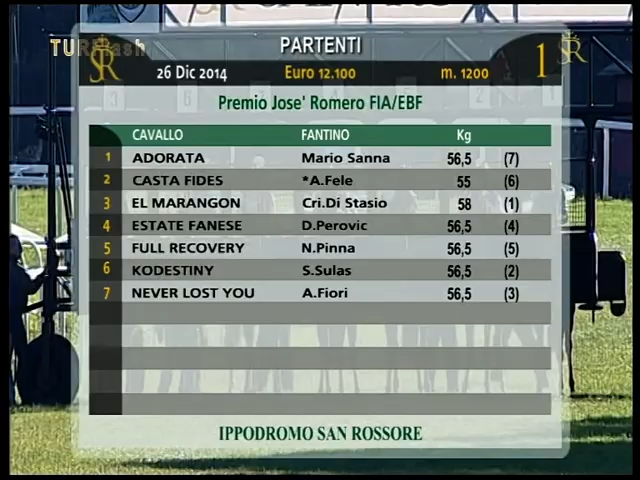 TURFlash
PARTENTI
SR
26 Dic 2014 Euro 12.100 m. 1200
1
SR
Premio Jose' Romero FIA/EBF
CAVALLO FANTINO Kg
1 ADORATA Mario Sanna 56,5 (7)
2 CASTA FIDES *A.Fele 55 (6)
3 EL MARANGON Cri.Di Stasio 58 (1)
4 ESTATE FANESE D.Perovic 56,5 (4)
5 FULL RECOVERY N.Pinna 56,5 (5)
6 KODESTINY S.Sulas 56,5 (2)
7 NEVER LOST YOU A.Fiori 56,5 (3)
IPPODROMO SAN ROSSORE